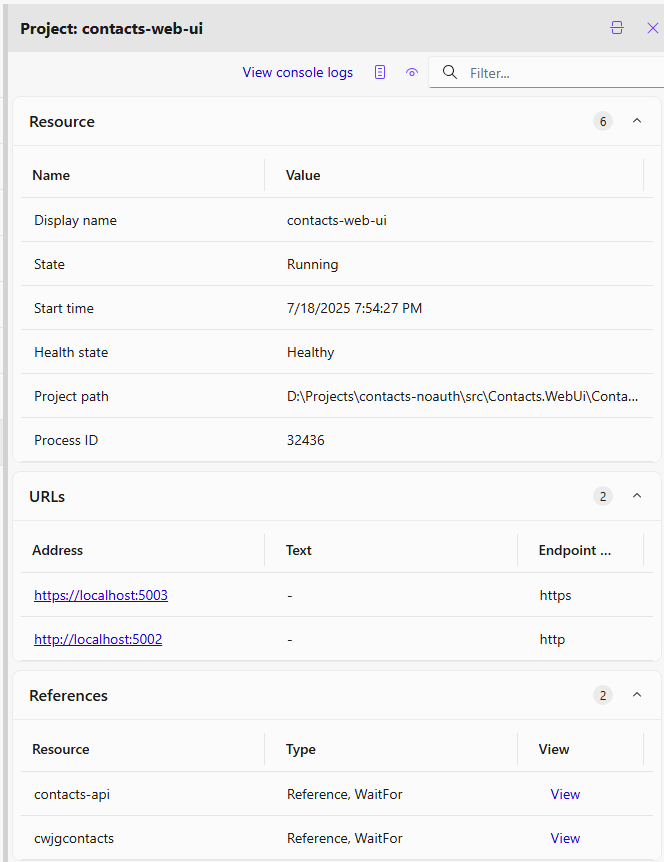 Project: contacts-web-ui
View console logs Filter...
Resource 6
Name Value
Display name contacts-web-ui
State Running
Start time 7/18/2025 7:54:27 PM
Health state Healthy
Project path D:\Projects\contacts-noauth\src\Contacts.WebUi\Conta...
Process ID 32436
URLs 2
Address Text Endpoint ...
https://localhost:5003 - https
http://localhost:5002 - http
References 2
Resource Type View
contacts-api Reference, WaitFor View
cwjgcontacts Reference, WaitFor View